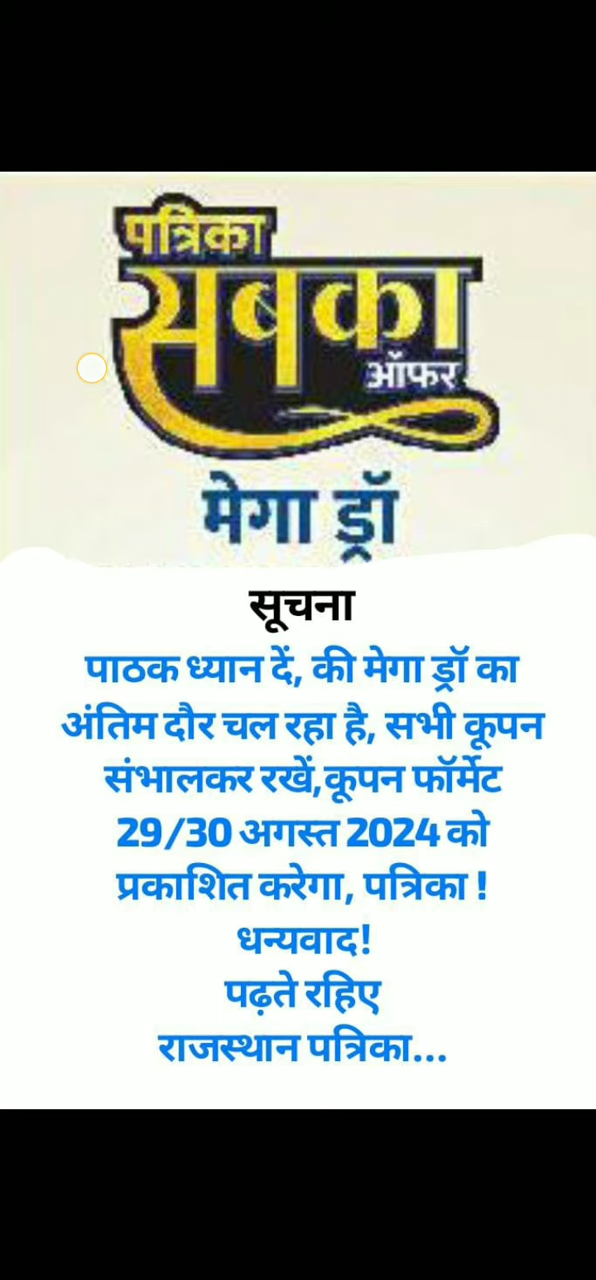 पत्रिका
सबका
ऑफर
मेगा ड्रॉ
सूचना
पाठक ध्यान दें, की मेगा ड्रॉ का
अंतिम दौर चल रहा है, सभी कूपन
संभालकर रखें,कूपन फॉर्मेट
29/30 अगस्त 2024 को
प्रकाशित करेगा, पत्रिका !
धन्यवाद!
पढ़ते रहिए
राजस्थान पत्रिका...